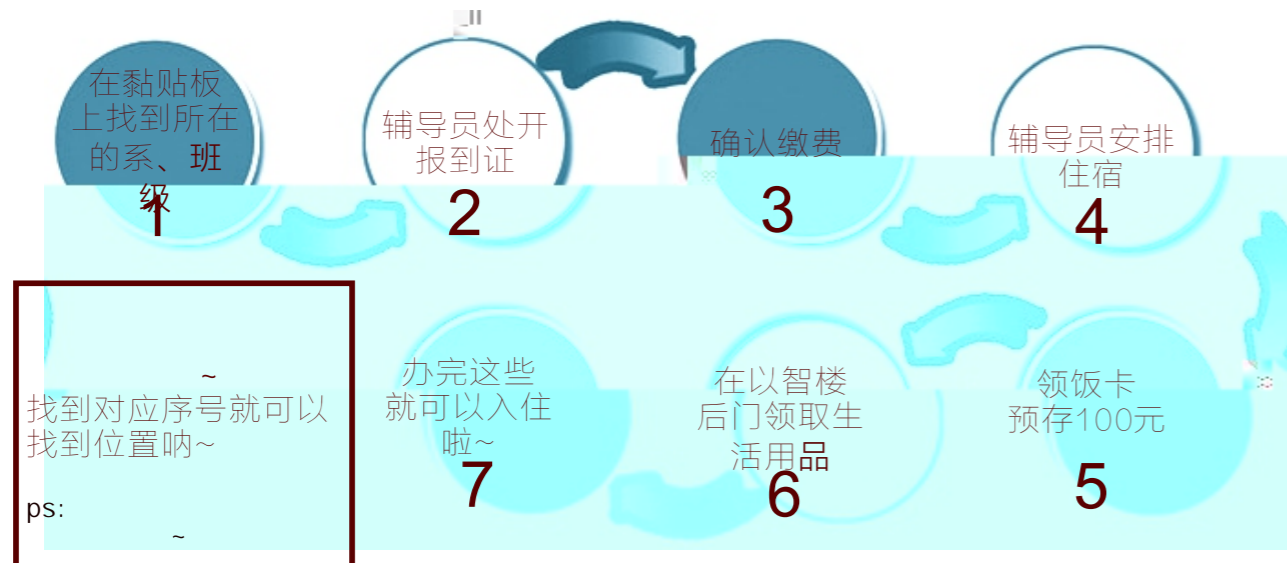 在黏贴板
上找到所在
的系、班
级
1
辅导员处开
报到证
2
确认缴费
3
辅导员安排
住宿
4
领饭卡
预存100元
5
在以智楼
后门领取生
活用品
6
办完这些
就可以入住
啦~
7
~
找到对应序号就可以
找到位置呐~
ps:
~